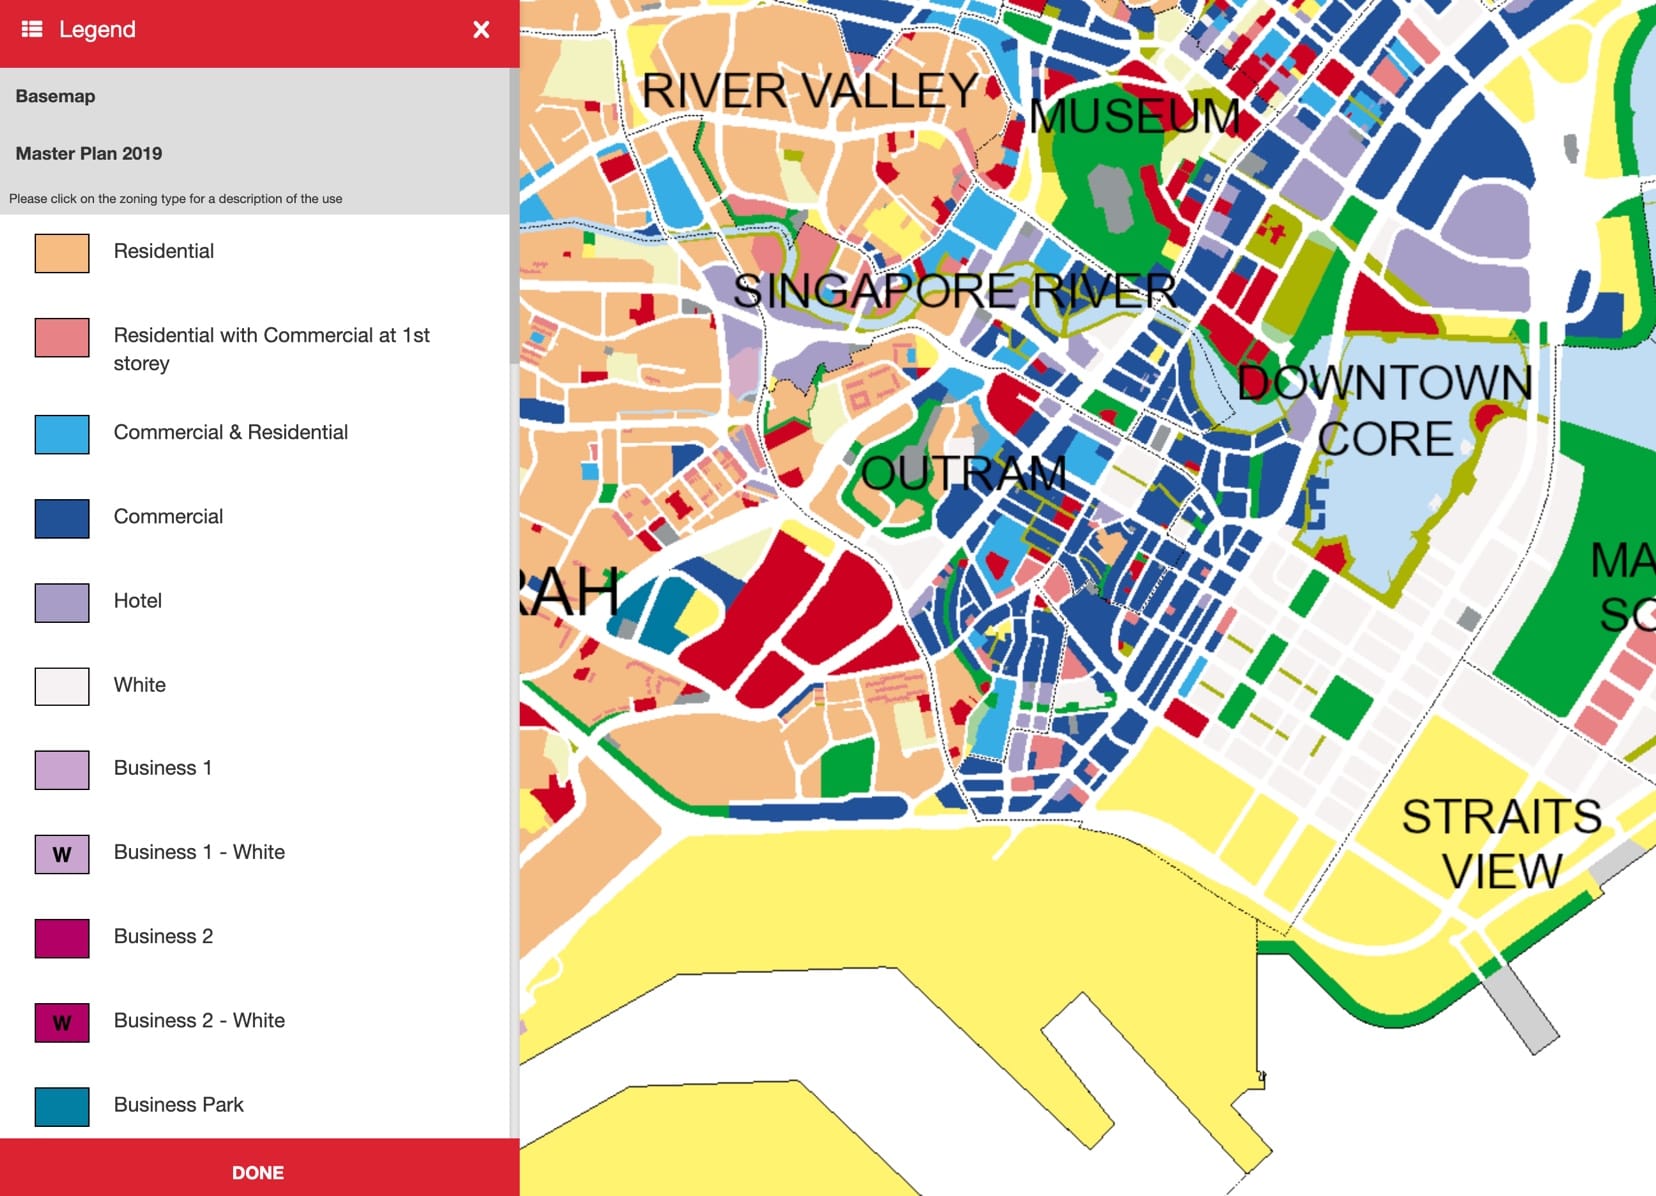 Legend
Basemap
Master Plan 2019
Please click on the zoning type for a description of the use
Residential
Residential with Commercial at 1st
storey
Commercial & Residential
Commercial
Hotel
White
Business 1
W
Business 1 - White
Business 2
W
Business 2 - White
Business Park
DONE
RIVER VALLEY
MUSEUM
SINGAPORE RIVER
DOWNTOWN
CORE
OUTRAM
RAH
MA
SO
STRAITS
VIEW